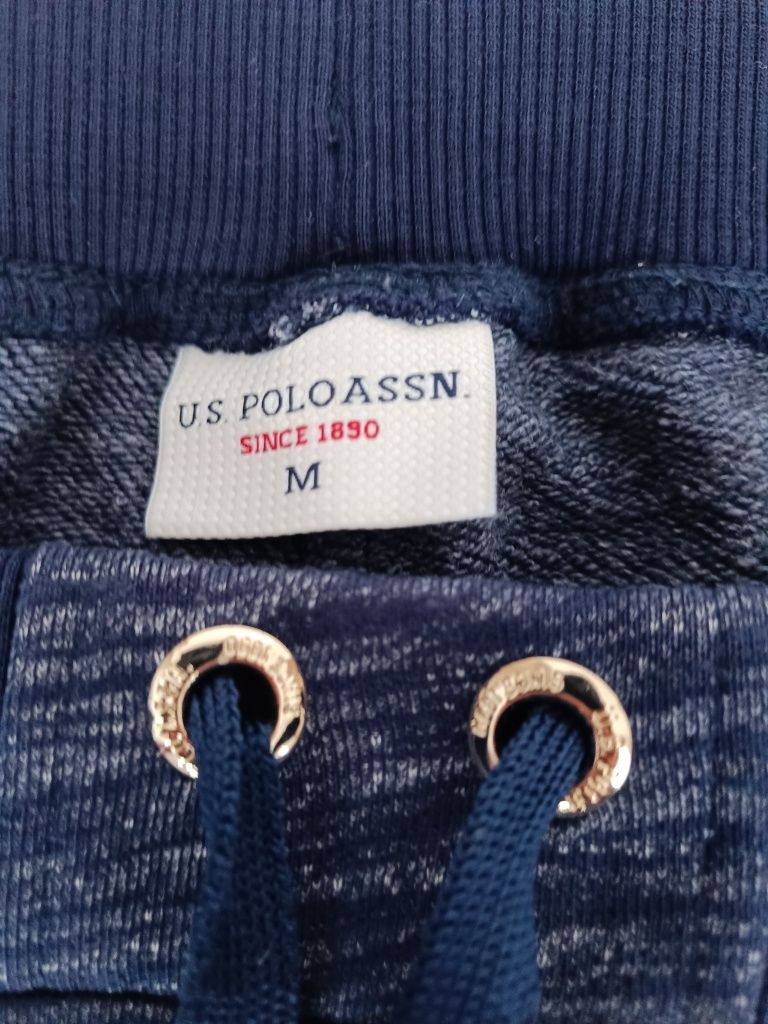 U.S. POLO ASSN.
SINCE 1890
M